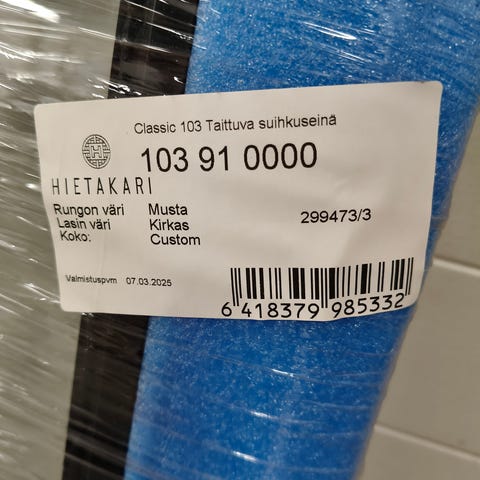 Classic 103 Taittuva suihkuseinä
103 91 0000
HIETAKARI
Rungon väri Musta
Lasin väri Kirkas
Koko: Custom
299473/3
Valmistuspvm 07.03.2025
6 418379 985332